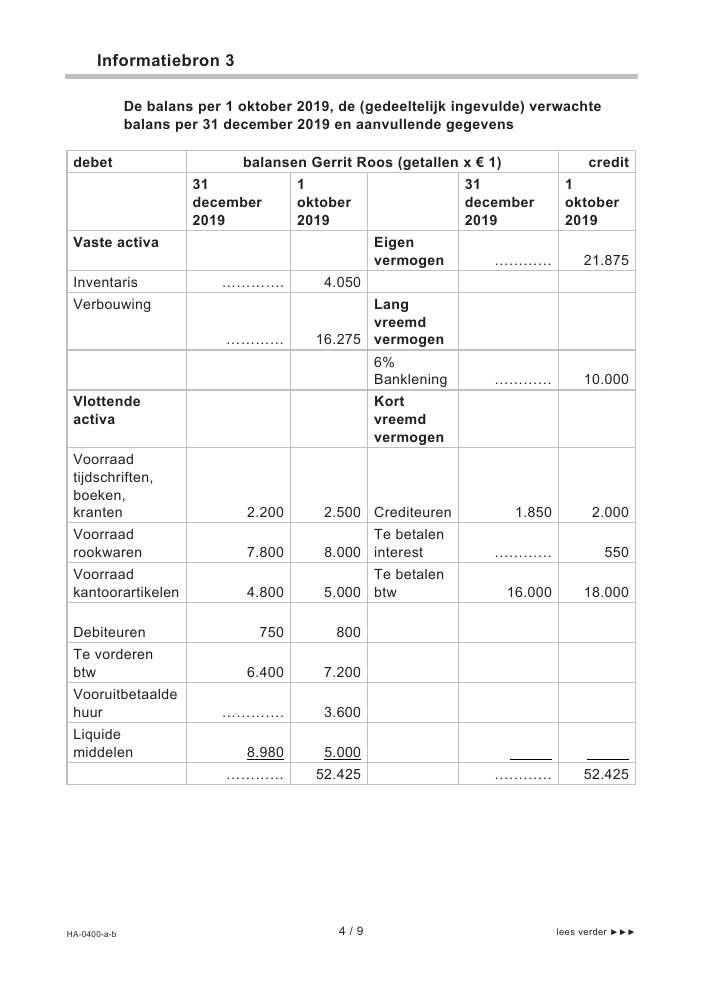 Informatiebron 3
De balans per 1 oktober 2019, de (gedeeltelijk ingevulde) verwachte
balans per 31 december 2019 en aanvullende gegevens
debet balansen Gerrit Roos (getallen x € 1) credit
31 december 2019 1 oktober 2019 31 december 2019 1 oktober 2019
Vaste activa Eigen vermogen ………… 21.875
Inventaris …………. 4.050
Verbouwing ………… 16.275 Lang vreemd vermogen
6% Banklening ………… 10.000
Vlottende activa Kort vreemd vermogen
Voorraad tijdschriften, boeken, kranten 2.200 2.500 Crediteuren 1.850 2.000
Voorraad rookwaren 7.800 8.000 Te betalen interest ………… 550
Voorraad kantoorartikelen 4.800 5.000 Te betalen btw 16.000 18.000
Debiteuren 750 800
Te vorderen btw 6.400 7.200
Vooruitbetaalde huur …………. 3.600
Liquide middelen 8.980 5.000
………… 52.425 ………… 52.425
HA-0400-a-b 4 / 9 lees verder ►►►